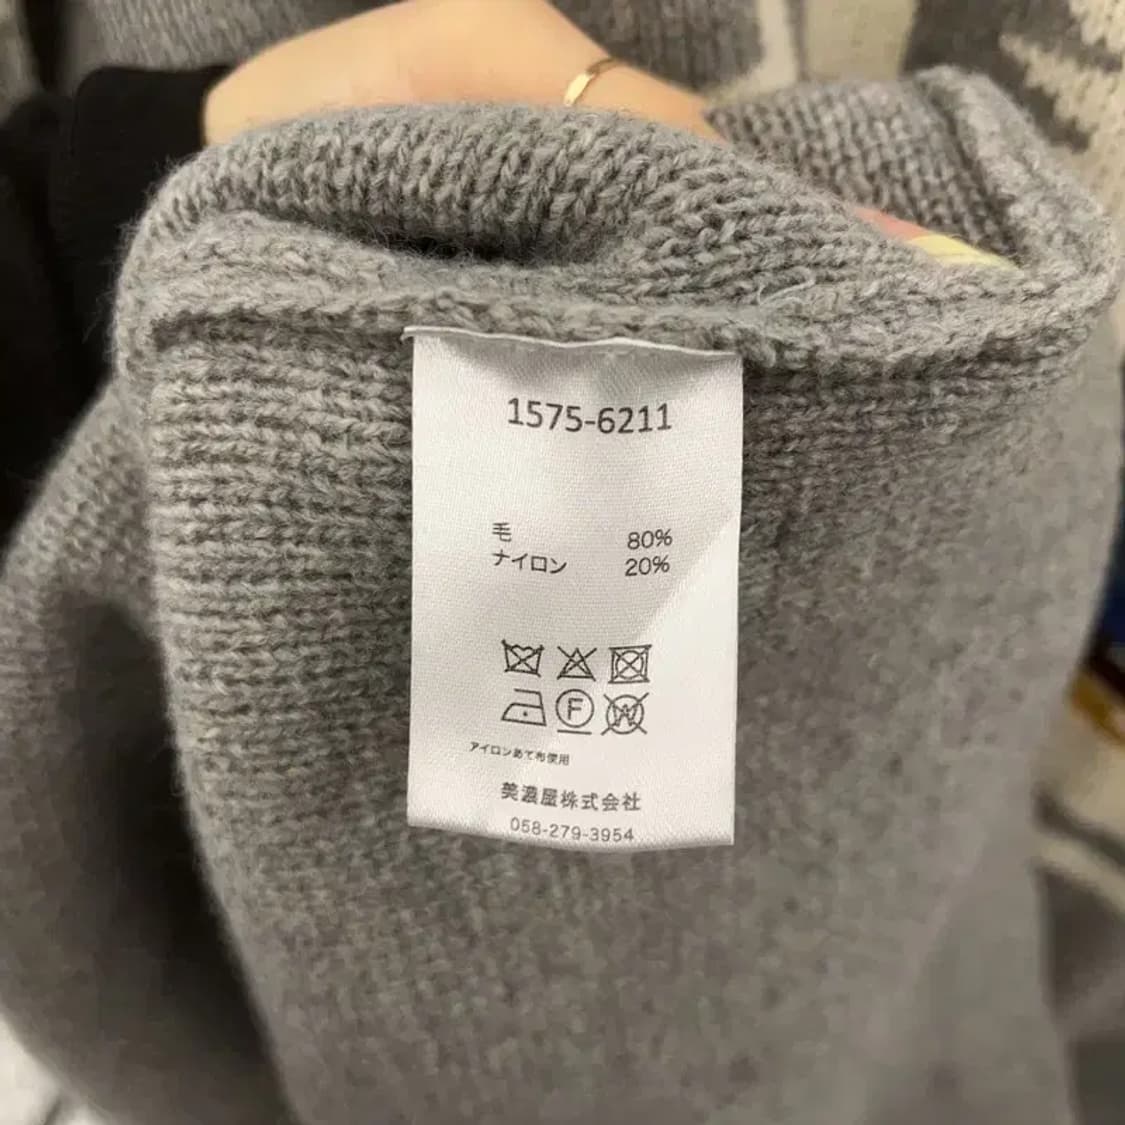 1575-6211
毛 80%
ナイロン 20%
F W
アイロンあて布使用
美濃屋株式会社
058-279-3954